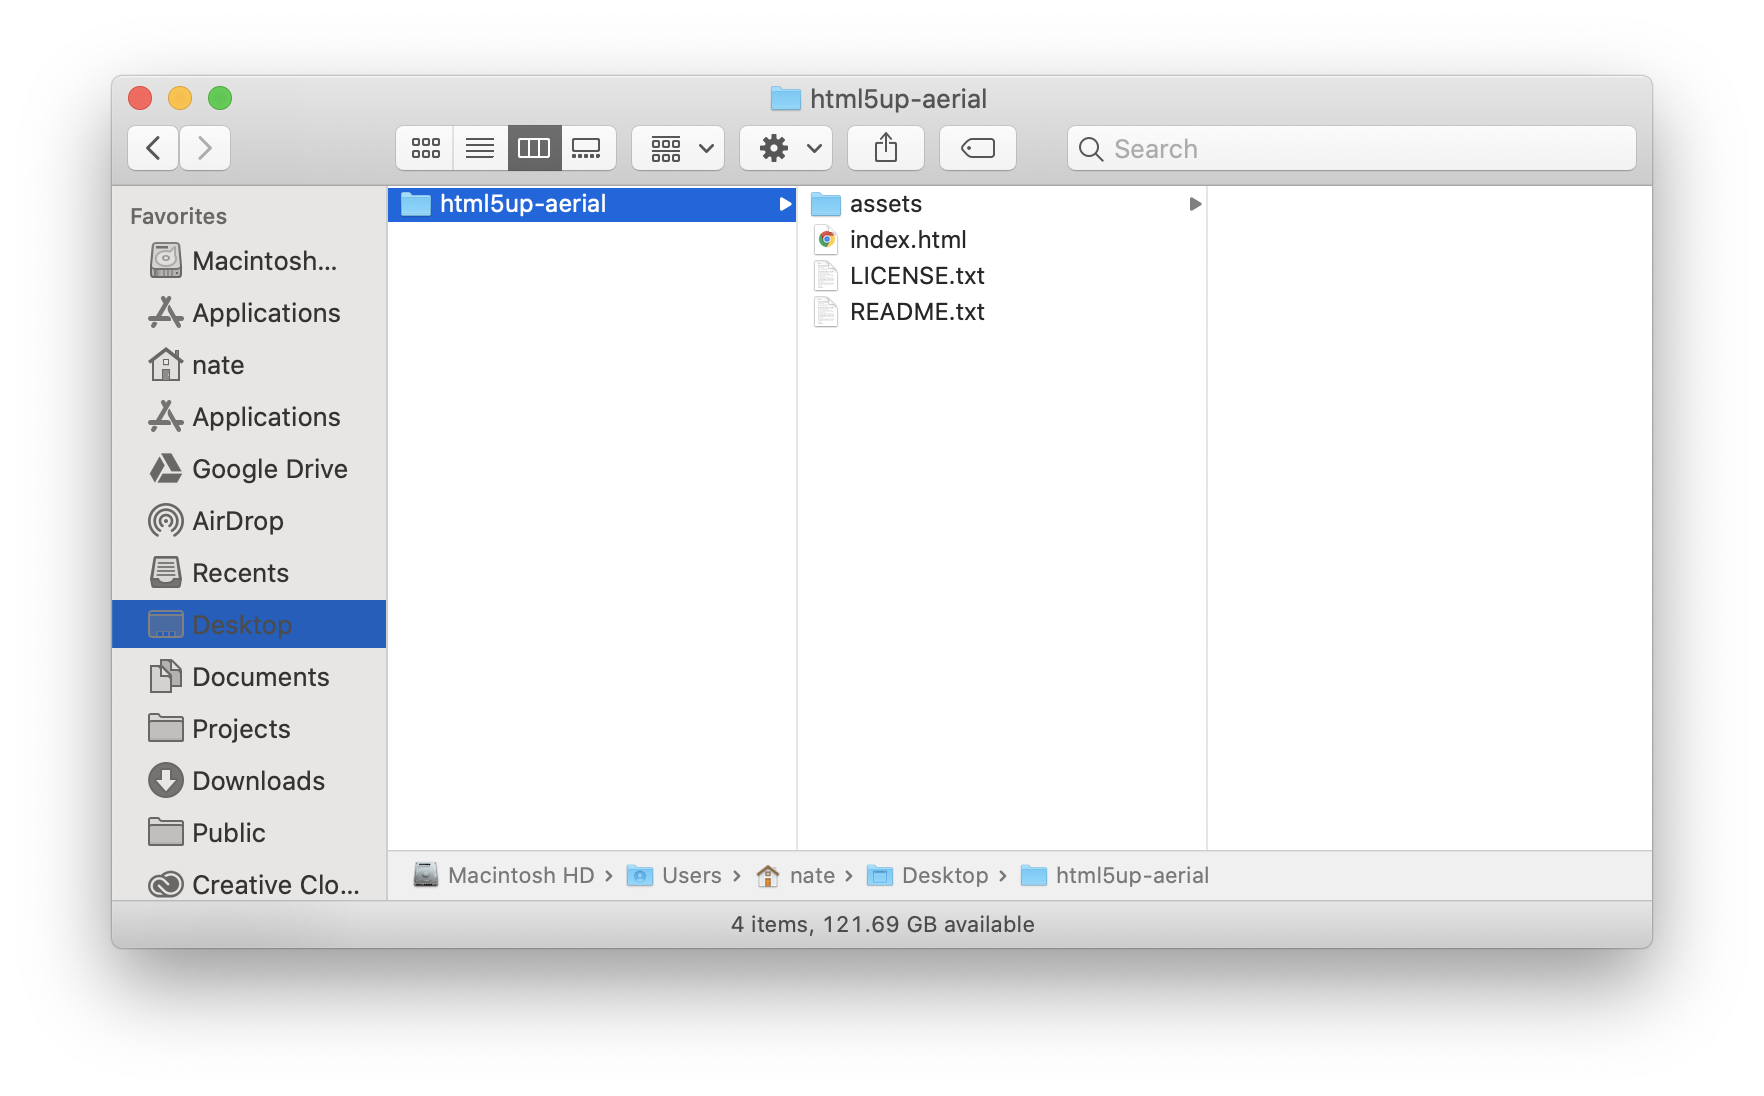 html5up-aerial
Search
Favorites
Macintosh...
Applications
nate
Applications
Google Drive
AirDrop
Recents
Desktop
Documents
Projects
Downloads
Public
Creative Clo...
html5up-aerial
assets
index.html
LICENSE.txt
README.txt
Macintosh HD › Users › nate › Desktop › html5up-aerial
4 items, 121.69 GB available